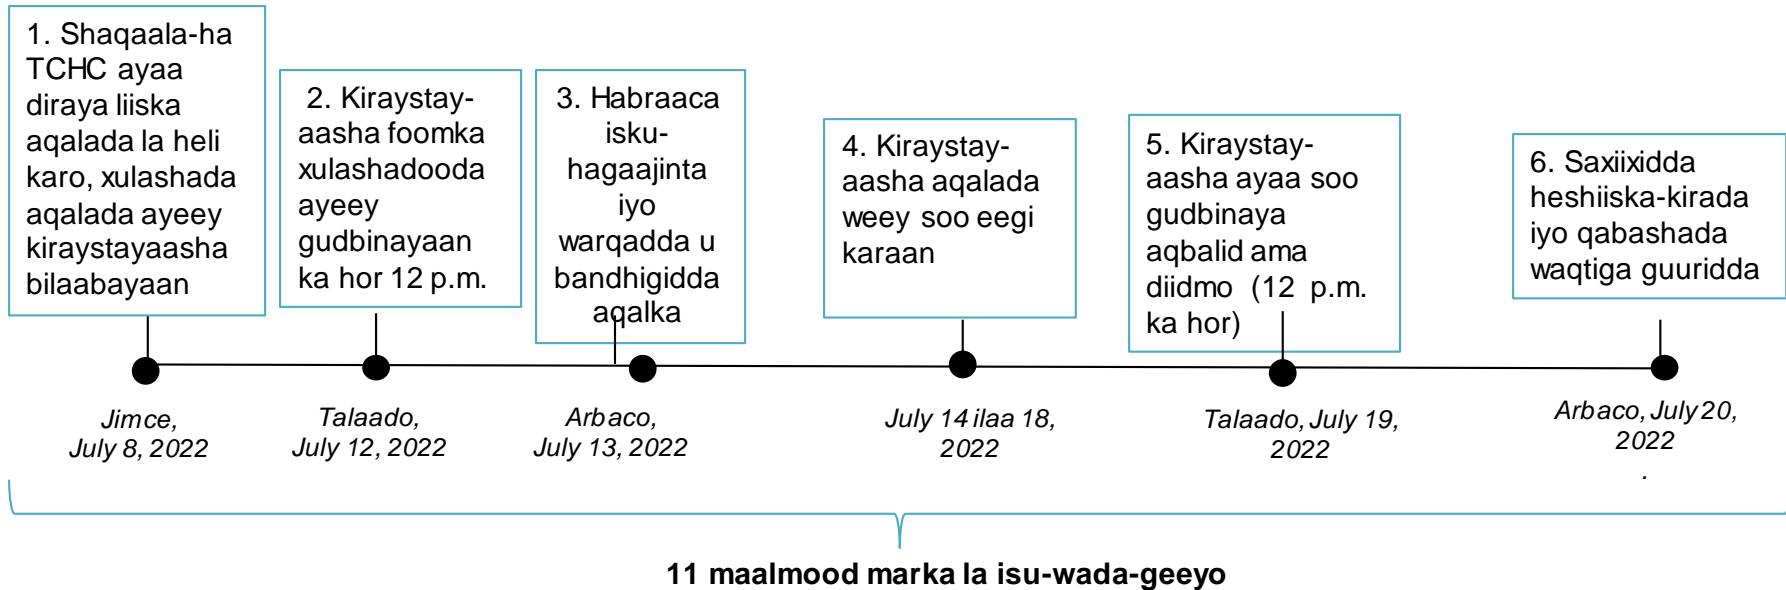 1. Shaqaala-ha
TCHC ayaa
diraya liiska
aqalada la heli
karo, xulashada
aqalada ayeey
kiraystayaasha
bilaabayaan
2. Kiraystay-
aasha foomka
xulashadooda
ayeey
gudbinayaan
ka hor 12 p.m.
3. Habraaca
isku-
hagaajinta
iyo
warqadda u
bandhigidda
aqalka
4. Kiraystay-
aasha aqalada
weey soo eegi
karaan
5. Kiraystay-
aasha ayaa soo
gudbinaya
aqbalid ama
diidmo (12 p.m.
ka hor)
6. Saxiixidda
heshiiska-kirada
iyo qabashada
waqtiga guuridda
Jimce,
July 8, 2022
Talaado,
July 12, 2022
Arbaco,
July 13, 2022
July 14 ilaa 18,
2022
Talaado, July 19,
2022
Arbaco, July 20,
2022
.
11 maalmood marka la isu-wada-geeyo